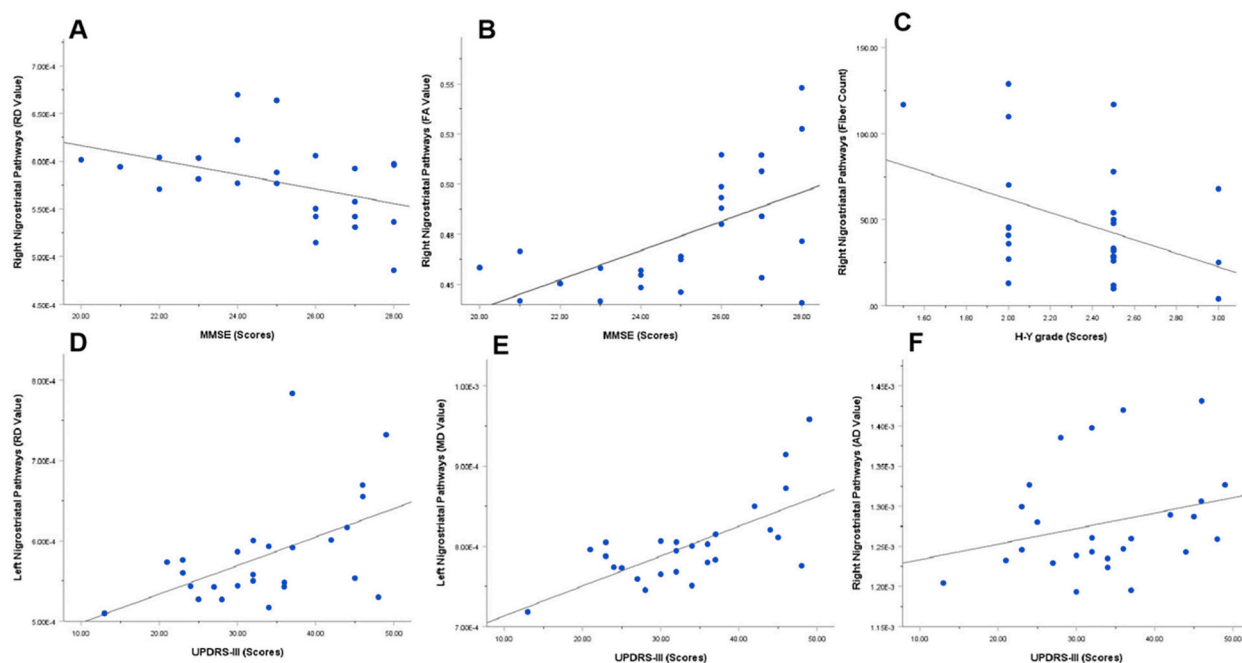 A
Right Nigrostriatal Pathways (RD Value)
7.00E-4
6.50E-4
6.00E-4
5.50E-4
5.00E-4
4.50E-4
20.00 22.00 24.00 26.00 28.00
MMSE (Scores)
B
Right Nigrostriatal Pathways (FA Value)
0.55
0.53
0.50
0.48
0.45
20.00 22.00 24.00 26.00 28.00
MMSE (Scores)
C
Right Nigrostriatal Pathways (Fiber Count)
150.00
100.00
50.00
.00
1.60 1.80 2.00 2.20 2.40 2.60 2.80 3.00
H-Y grade (Scores)
D
Left Nigrostriatal Pathways (RD Value)
8.00E-4
7.00E-4
6.00E-4
5.00E-4
10.00 20.00 30.00 40.00 50.00
UPDRS-III (Scores)
E
Left Nigrostriatal Pathways (MD Value)
1.00E-3
9.00E-4
8.00E-4
7.00E-4
10.00 20.00 30.00 40.00 50.00
UPDRS-III (Scores)
F
Right Nigrostriatal Pathways (AD Value)
1.45E-3
1.40E-3
1.35E-3
1.30E-3
1.25E-3
1.20E-3
1.15E-3
10.00 20.00 30.00 40.00 50.00
UPDRS-III (Scores)